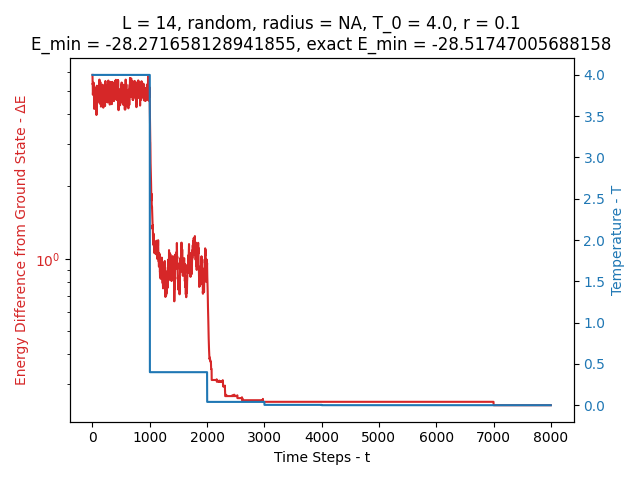 L = 14, random, radius = NA, T_0 = 4.0, r = 0.1
E_min = -28.271658128941855, exact E_min = -28.51747005688158
Energy Difference from Ground State - ΔE
10^0
4.0
3.5
3.0
2.5
2.0
1.5
1.0
0.5
0.0
Temperature - T
0 1000 2000 3000 4000 5000 6000 7000 8000
Time Steps - t